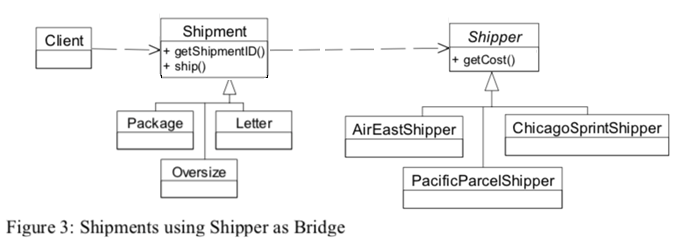 Client
Shipment
+ getShipmentID()
+ ship()
Shipper
+ getCost()
Package
Letter
Oversize
AirEastShipper
ChicagoSprintShipper
PacificParcelShipper
Figure 3: Shipments using Shipper as Bridge